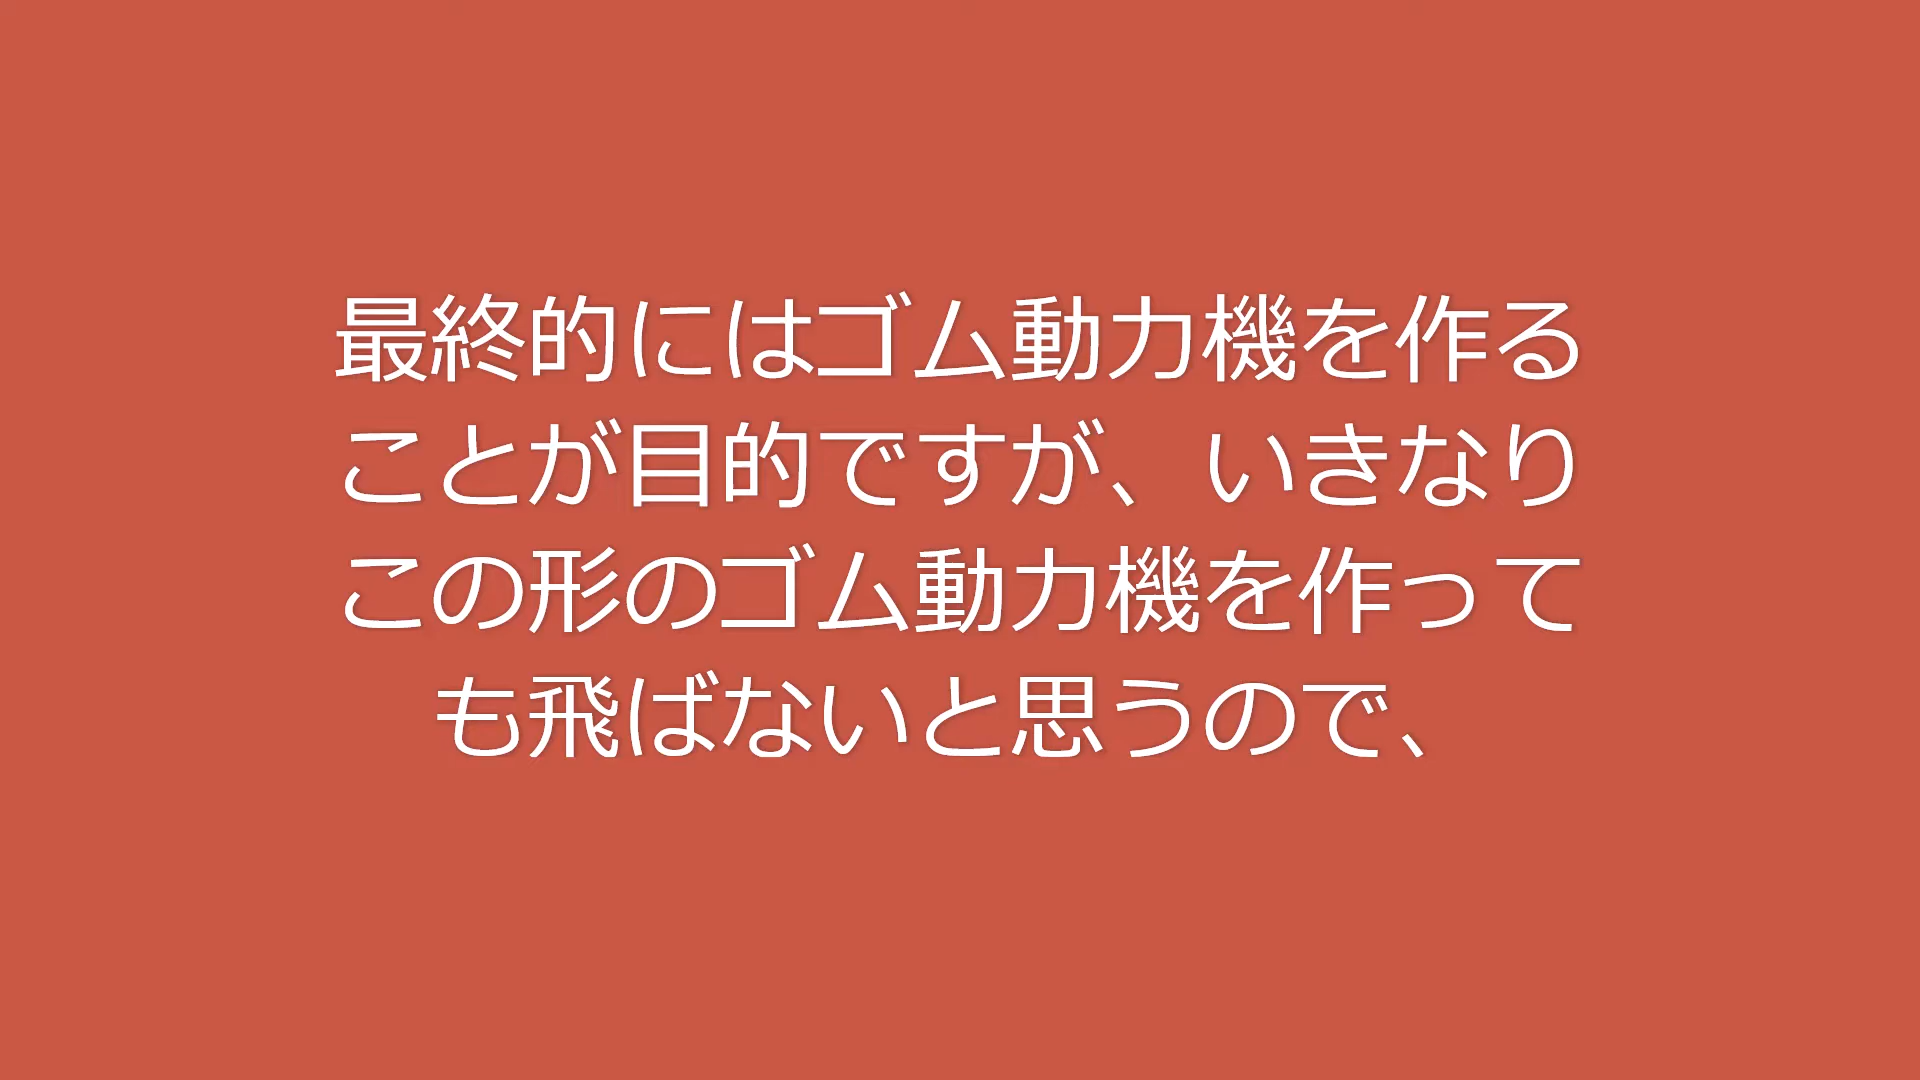 最終的にはゴム動力機を作る
ことが目的ですが、いきなり
この形のゴム動力機を作って
も飛ばないと思うので、